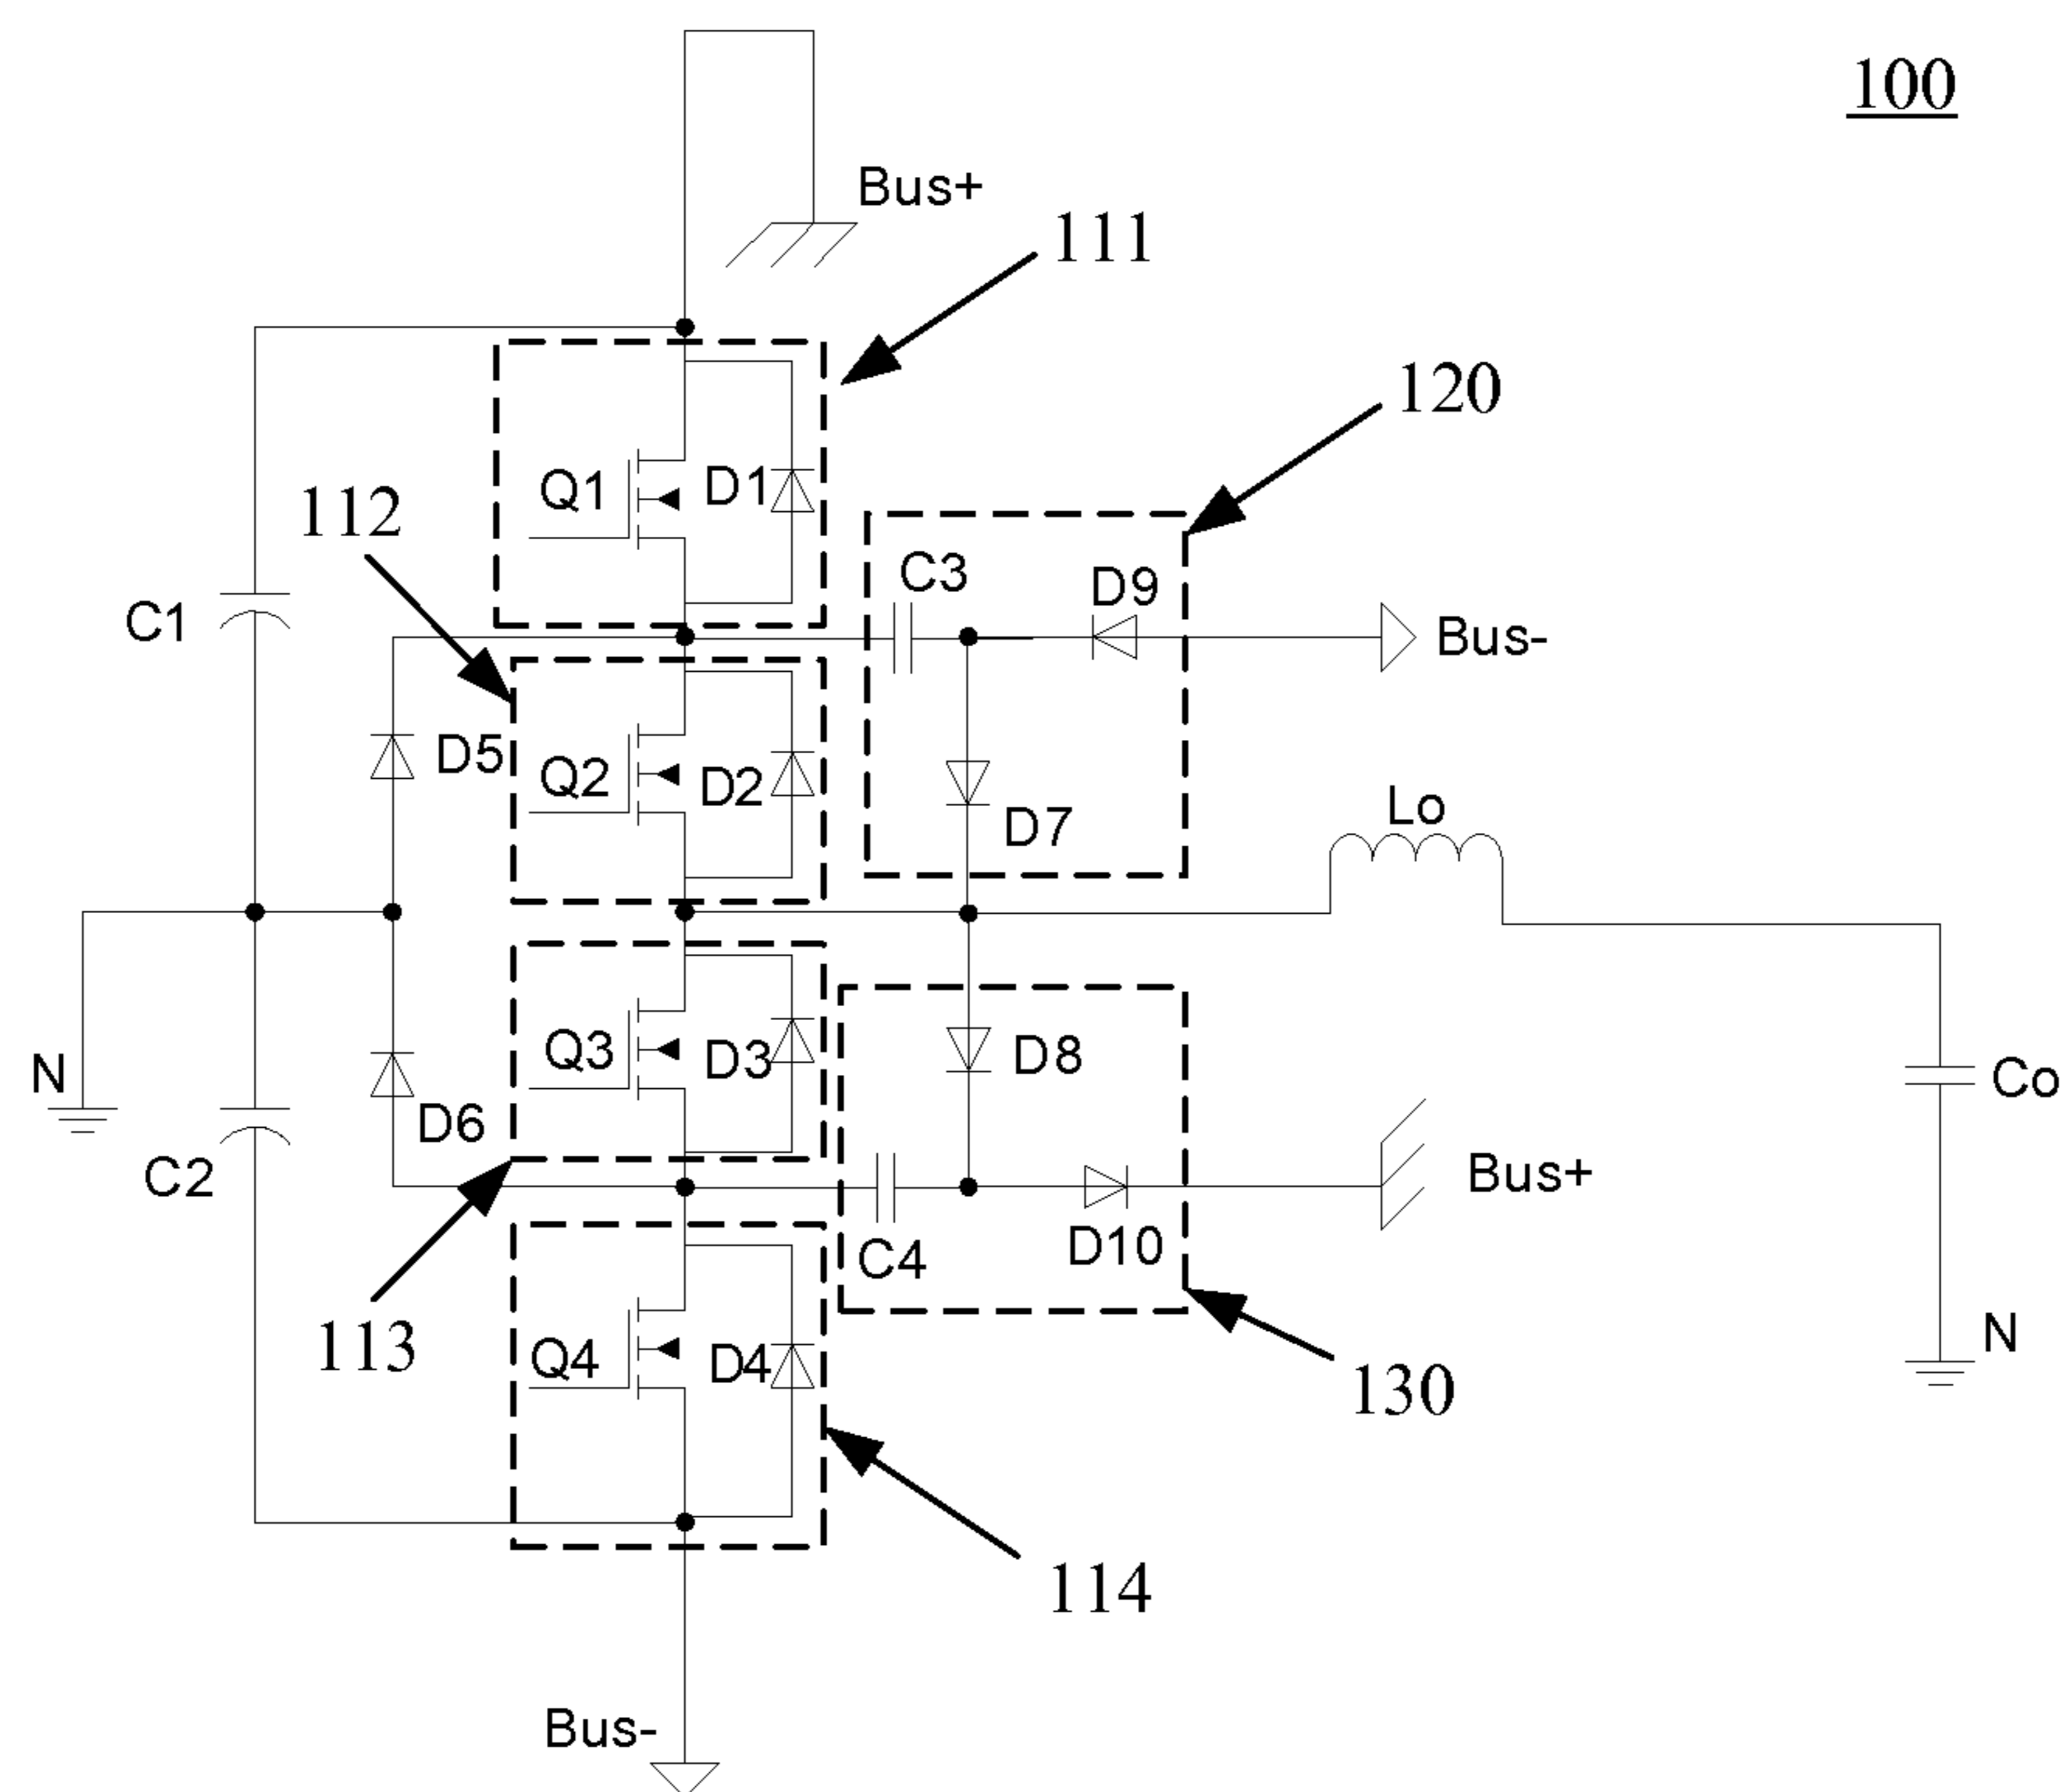 100
Bus+
111
120
Q1
D1
112
C3
D9
C1
Bus-
D5
Q2
D2
D7
Lo
N
Q3
D3
D8
Co
D6
C2
Bus+
C4
D10
113
Q4
D4
130
N
114
Bus-